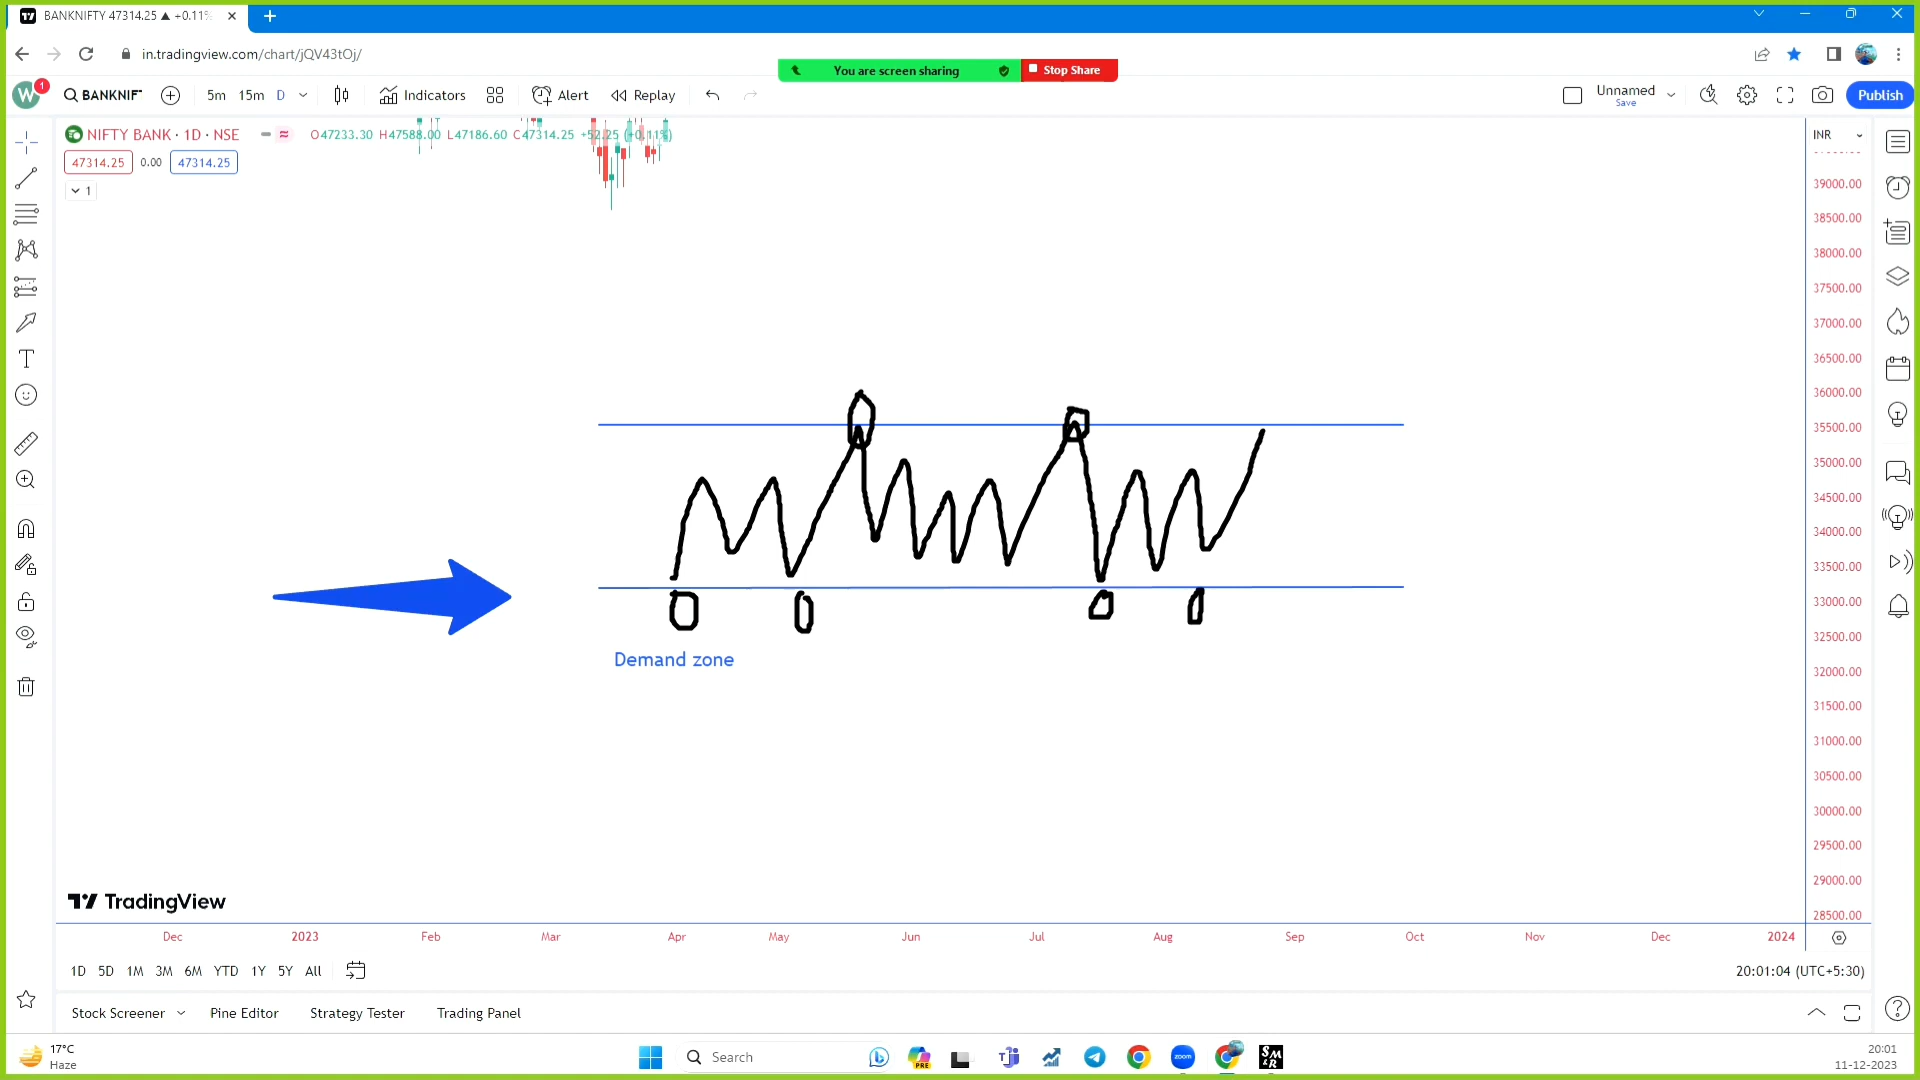 BANKNIFTY 47314.25 ▲ +0.11%
in.tradingview.com/chart/jQV43tOj/
You are screen sharing
Stop Share
W 1
BANKNIF
5m 15m D
Indicators
Alert
Replay
Unnamed
Save
Publish
NIFTY BANK · 1D · NSE
O47233.30 H47588.00 L47186.60 C47314.25 +52.25 (+0.11%)
INR
47314.25 0.00 47314.25
1
39000.00
38500.00
38000.00
37500.00
37000.00
36500.00
36000.00
35500.00
35000.00
34500.00
34000.00
33500.00
33000.00
32500.00
32000.00
31500.00
31000.00
30500.00
30000.00
29500.00
29000.00
28500.00
Demand zone
TradingView
Dec 2023 Feb Mar Apr May Jun Jul Aug Sep Oct Nov Dec 2024
1D 5D 1M 3M 6M YTD 1Y 5Y All
20:01:04 (UTC+5:30)
Stock Screener Pine Editor Strategy Tester Trading Panel
17°C
Haze
Search
PRE
zoom
SM
&R
20:01
11-12-2023